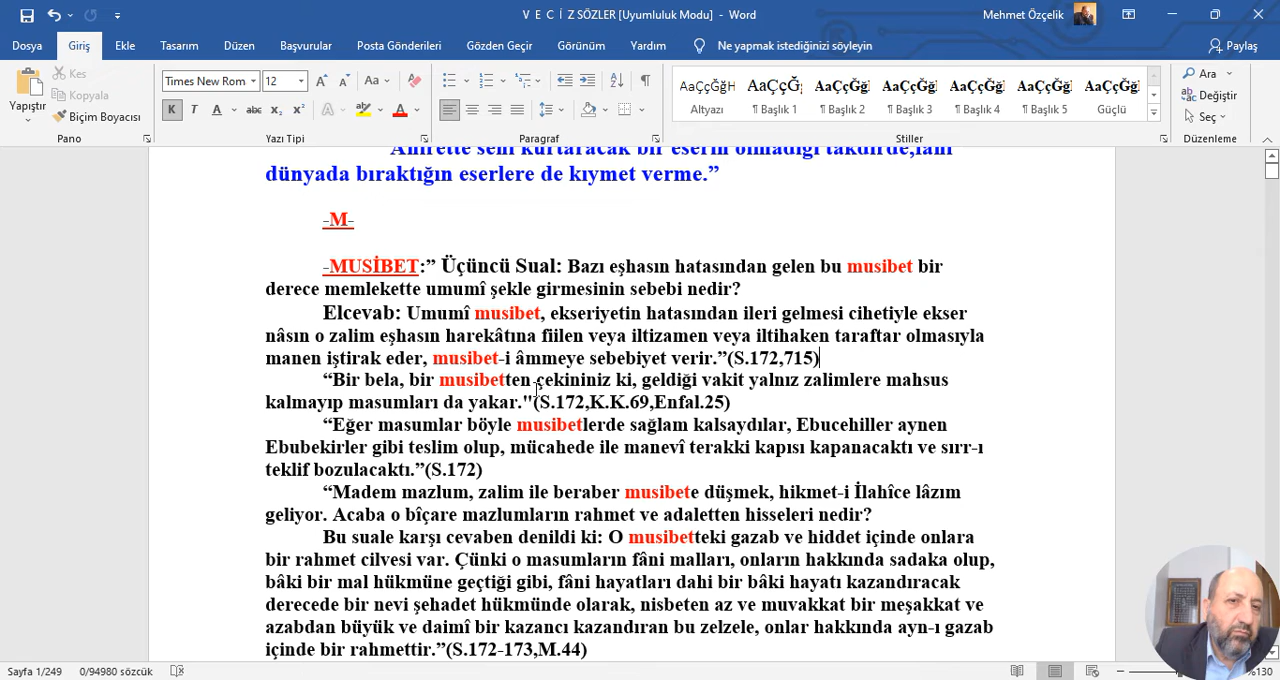 V E C İ Z SÖZLER [Uyumluluk Modu] - Word
Mehmet Özçelik
Dosya Giriş Ekle Tasarım Düzen Başvurular Posta Gönderileri Gözden Geçir Görünüm Yardım Ne yapmak istediğinizi söyleyin Paylaş
Yapıştır
Kes
Kopyala
Biçim Boyacısı
Times New Rom 12
AaÇçĞğH AaÇçĞ AaÇçĞğ AaÇçĞğ AaÇçĞğ AaÇçĞğ AaÇçĞğ
Altyazı ¶ Başlık 1 ¶ Başlık 2 ¶ Başlık 3 ¶ Başlık 4 ¶ Başlık 5 Güçlü
Ara
Değiştir
Seç
Pano Yazı Tipi Paragraf Stiller Düzenleme
Ahirette seni kurtaracak bir eserin olmadığı takdirde,fani
dünyada bıraktığın eserlere de kıymet verme.”
-M-
-MUSİBET:” Üçüncü Sual: Bazı eşhasın hatasından gelen bu musibet bir
derece memlekette umumî şekle girmesinin sebebi nedir?
Elcevab: Umumî musibet, ekseriyetin hatasından ileri gelmesi cihetiyle ekser
nâsın o zalim eşhasın harekâtına fiilen veya iltizamen veya iltihaken taraftar olmasıyla
manen iştirak eder, musibet-i âmmeye sebebiyet verir.”(S.172,715)
“Bir bela, bir musibetten çekininiz ki, geldiği vakit yalnız zalimlere mahsus
kalmayıp masumları da yakar."(S.172,K.K.69,Enfal.25)
“Eğer masumlar böyle musibetlerde sağlam kalsaydılar, Ebucehiller aynen
Ebubekirler gibi teslim olup, mücahede ile manevî terakki kapısı kapanacaktı ve sırr-ı
teklif bozulacaktı.”(S.172)
“Madem mazlum, zalim ile beraber musibete düşmek, hikmet-i İlahîce lâzım
geliyor. Acaba o bîçare mazlumların rahmet ve adaletten hisseleri nedir?
Bu suale karşı cevaben denildi ki: O musibetteki gazab ve hiddet içinde onlara
bir rahmet cilvesi var. Çünki o masumların fâni malları, onların hakkında sadaka olup,
bâki bir mal hükmüne geçtiği gibi, fâni hayatları dahi bir bâki hayatı kazandıracak
derecede bir nevi şehadet hükmünde olarak, nisbeten az ve muvakkat bir meşakkat ve
azabdan büyük ve daimî bir kazancı kazandıran bu zelzele, onlar hakkında ayn-ı gazab
içinde bir rahmettir.”(S.172-173,M.44)
Sayfa 1/249 0/94980 sözcük %130